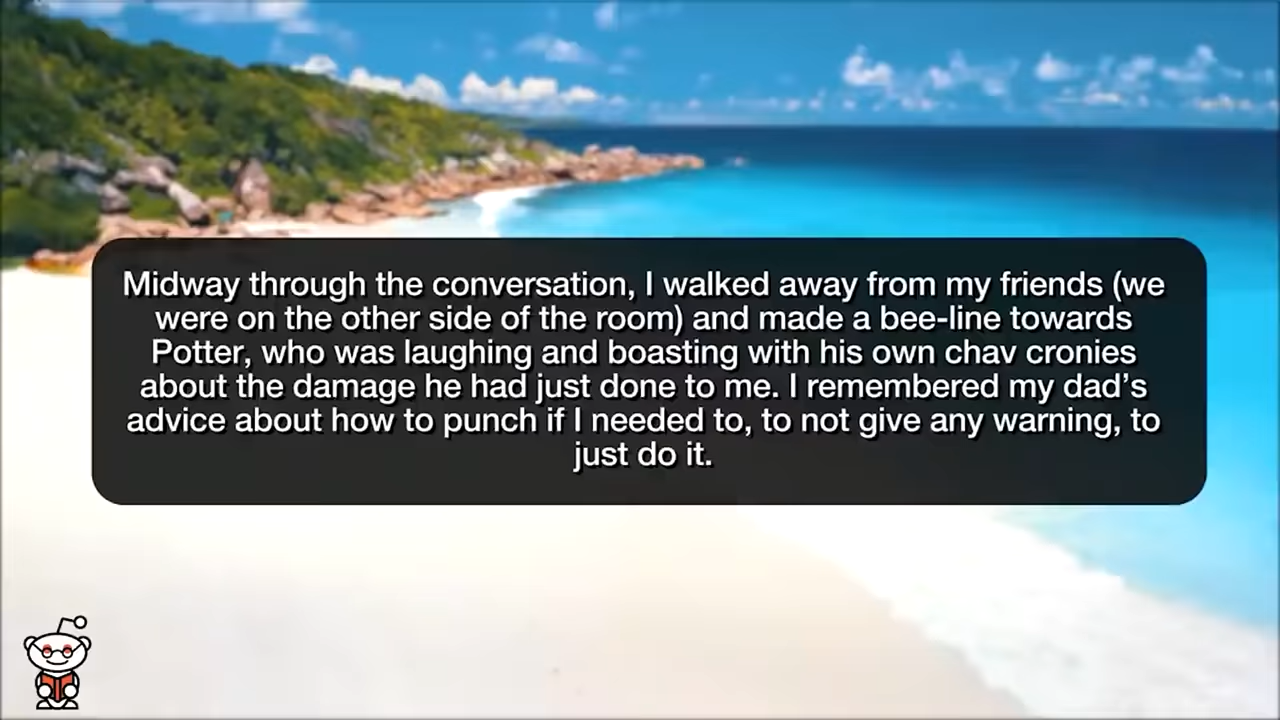 Midway through the conversation, I walked away from my friends (we
were on the other side of the room) and made a bee-line towards
Potter, who was laughing and boasting with his own chav cronies
about the damage he had just done to me. I remembered my dad’s
advice about how to punch if I needed to, to not give any warning, to
just do it.